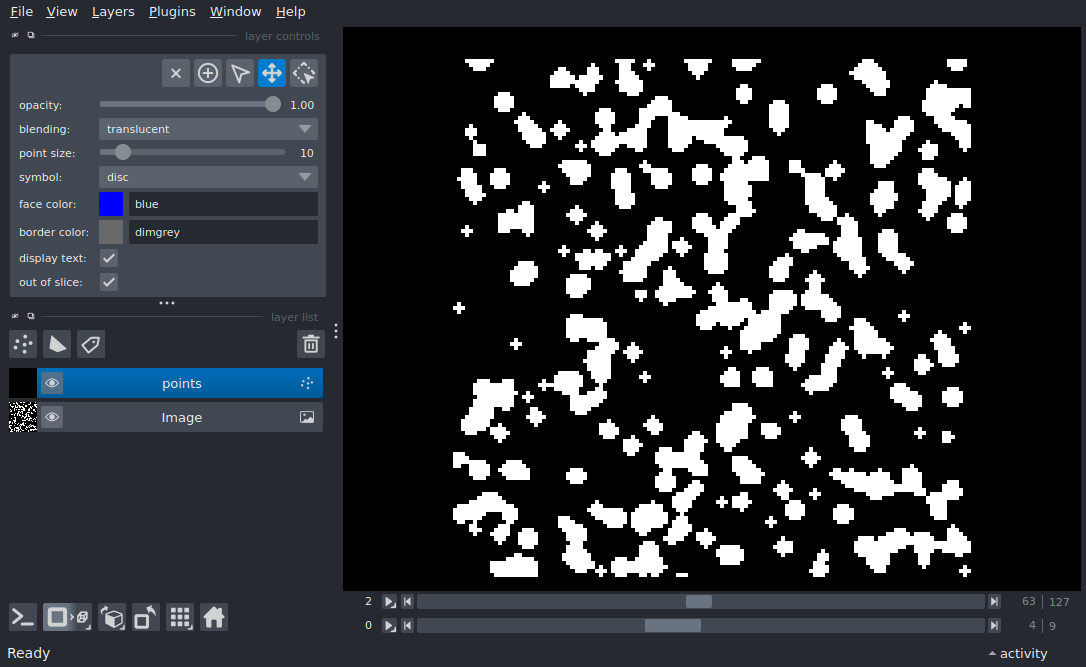 File View Layers Plugins Window Help
layer controls
opacity: 1.00
blending: translucent
point size: 10
symbol: disc
face color: blue
border color: dimgrey
display text:
out of slice:
layer list
points
Image
2 63 127
0 4 9
Ready activity